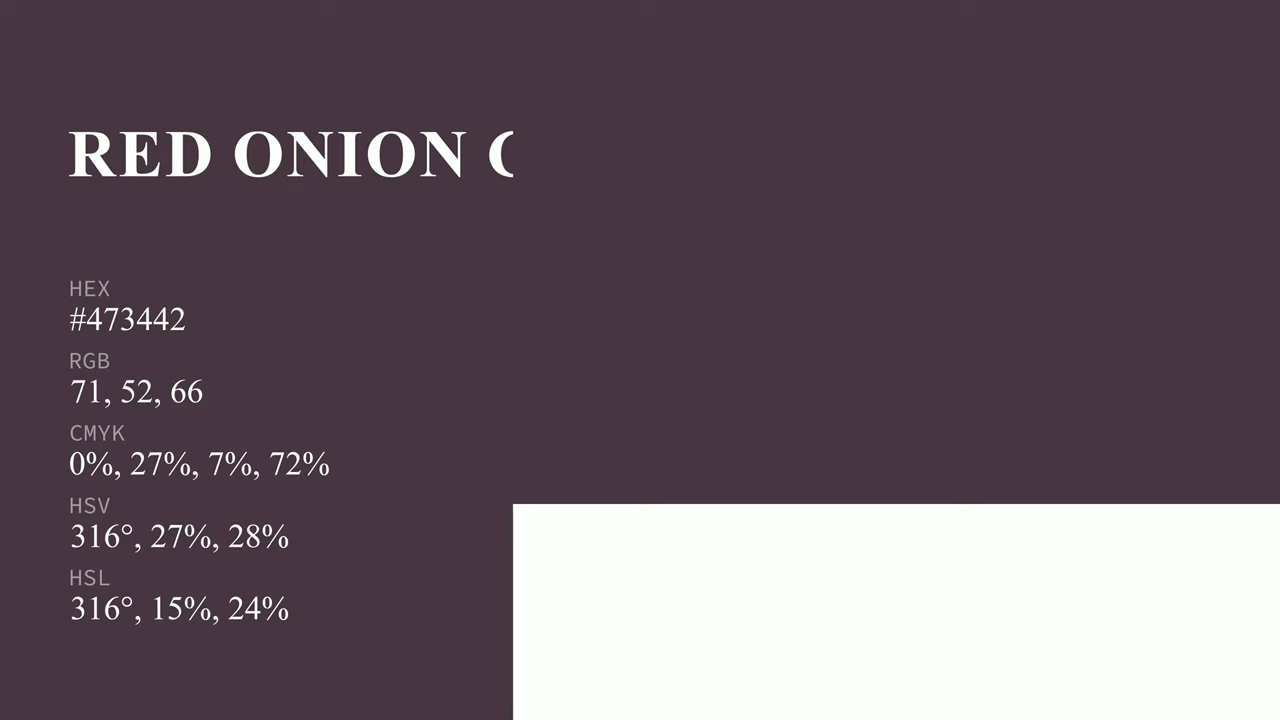 RED ONION
HEX
#473442
RGB
71, 52, 66
CMYK
0%, 27%, 7%, 72%
HSV
316°, 27%, 28%
HSL
316°, 15%, 24%